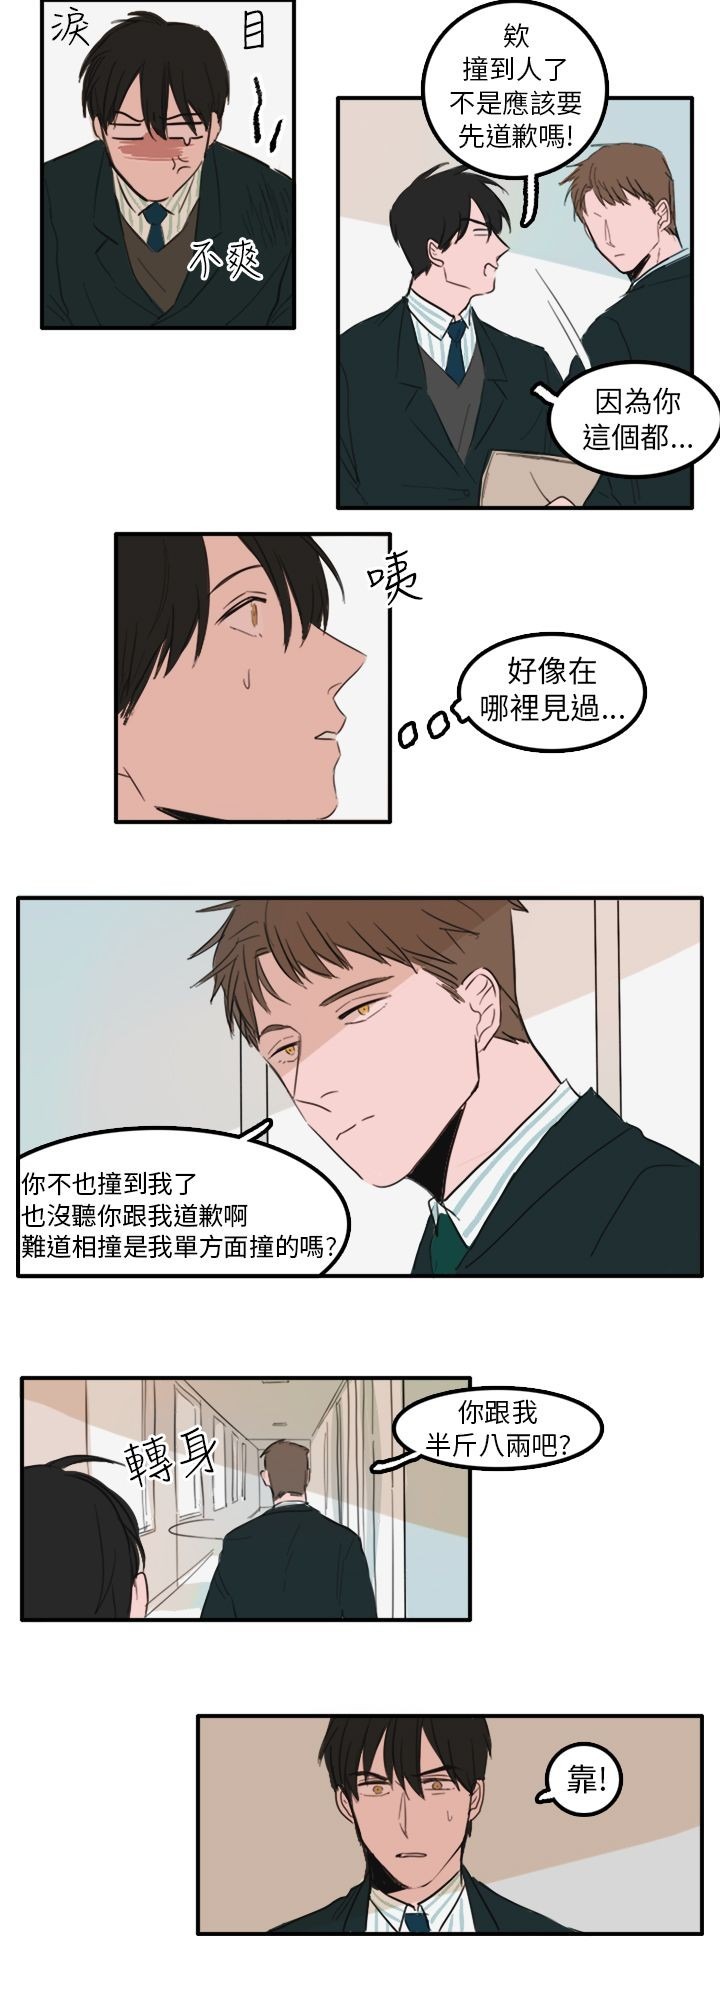 淚目
不爽
欸
撞到人了
不是應該要
先道歉嗎!
因為你
這個都...
咦
好像在
哪裡見過...
你不也撞到我了
也沒聽你跟我道歉啊
難道相撞是我單方面撞的嗎?
轉身
你跟我
半斤八兩吧?
靠!